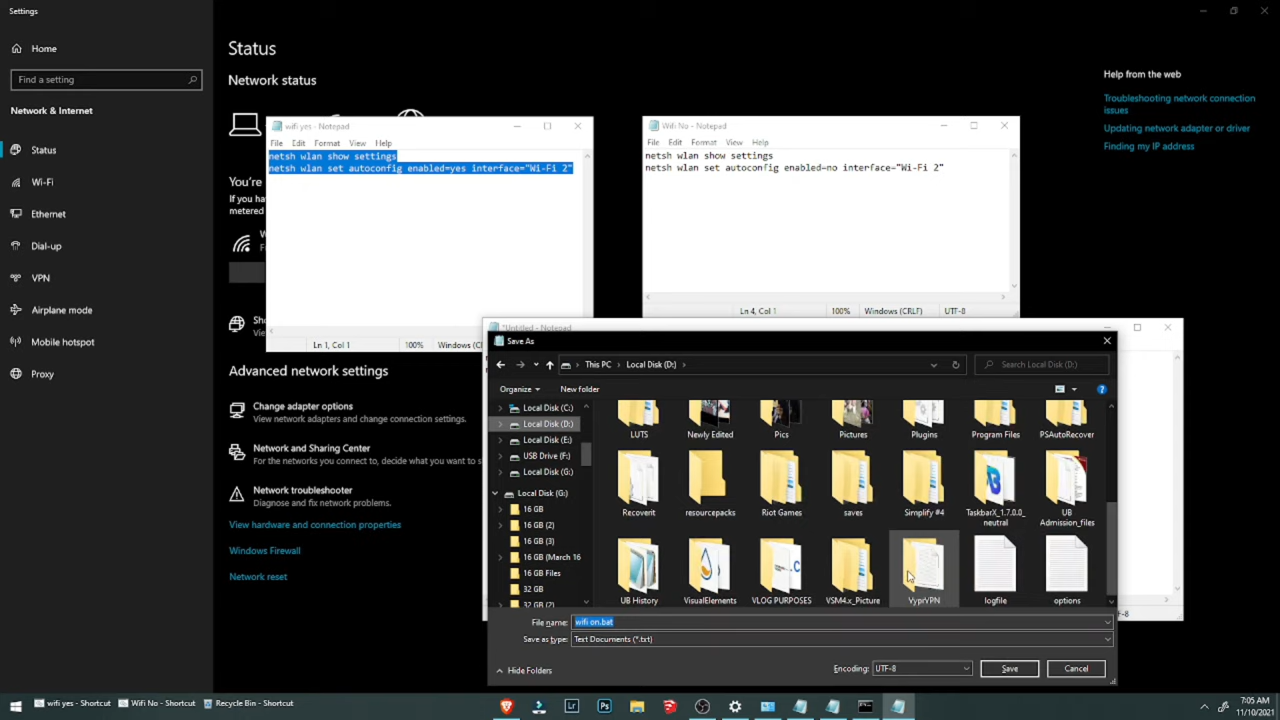 Settings
Home
Find a setting
Network & Internet
Status
Wi-Fi
Ethernet
Dial-up
VPN
Airplane mode
Mobile hotspot
Proxy
Status
Network status
You're
If you hav
metered
W
F
Sho
Vie
Advanced network settings
Change adapter options
View network adapters and change connection settings.
Network and Sharing Center
For the networks you connect to, decide what you want to s
Network troubleshooter
Diagnose and fix network problems.
View hardware and connection properties
Windows Firewall
Network reset
Help from the web
Troubleshooting network connection
issues
Updating network adapter or driver
Finding my IP address
wifi yes - Notepad
File Edit Format View Help
netsh wlan show settings
netsh wlan set autoconfig enabled=yes interface="Wi-Fi 2"
Ln 1, Col 1 100% Windows (C
Wifi No - Notepad
File Edit Format View Help
netsh wlan show settings
netsh wlan set autoconfig enabled=no interface="Wi-Fi 2"
Ln 4, Col 1 100% Windows (CRLF) UTF-8
*Untitled - Notepad
Save As
This PC > Local Disk (D:) >
Search Local Disk (D:)
Organize New folder
Local Disk (C:)
Local Disk (D:)
Local Disk (E:)
USB Drive (F:)
Local Disk (G:)
Local Disk (G:)
16 GB
16 GB (2)
16 GB (3)
16 GB (March 16
16 GB Files
32 GB
32 GB (2)
LUTS Newly Edited Pics Pictures Plugins Program Files PSAutoRecover
Recoverit resourcepacks Riot Games saves Simplify #4 TaskbarX_1.7.0.0_neutral UB Admission_files
UB History VisualElements VLOG PURPOSES VSM4.x_Picture VyprVPN logfile options
File name: wifi on.bat
Save as type: Text Documents (*.txt)
Hide Folders
Encoding: UTF-8
Save
Cancel
F-8
wifi yes - Shortcut Wifi No - Shortcut Recycle Bin - Shortcut
7:05 AM
11/10/2021